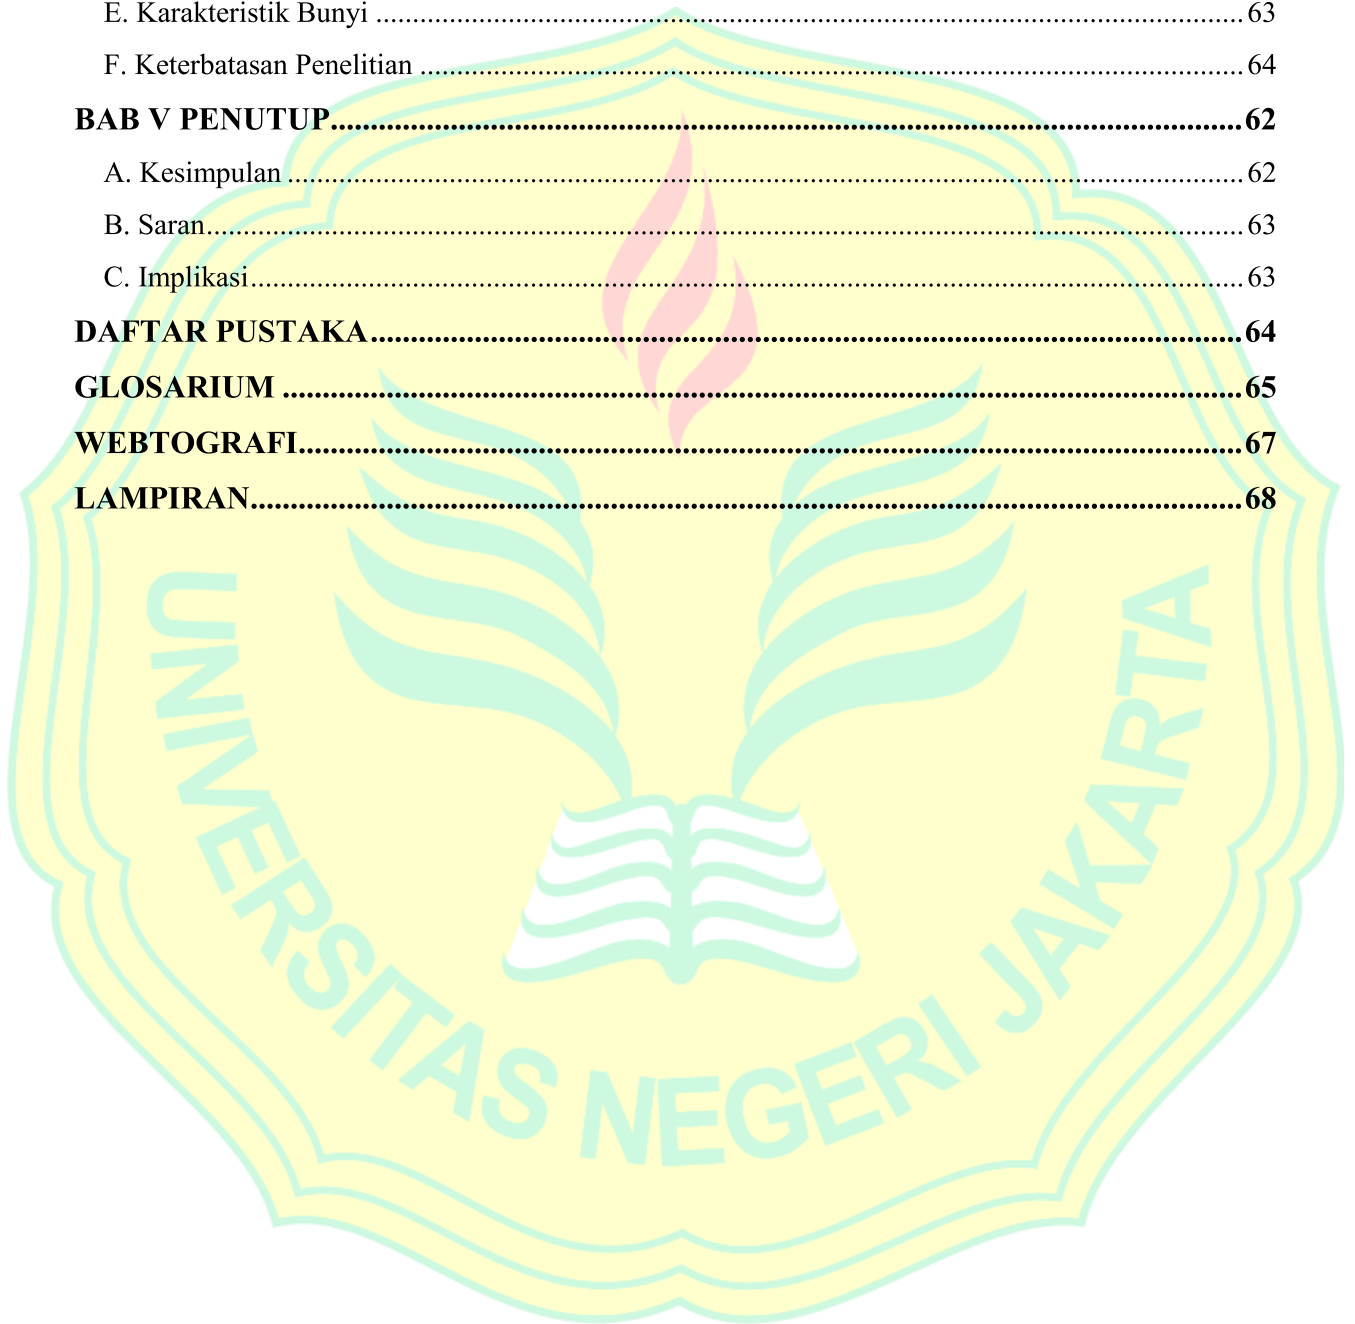 E. Karakteristik Bunyi ........................................................................................................................ 63
F. Keterbatasan Penelitian .................................................................................................................. 64
BAB V PENUTUP.................................................................................................................. 62
A. Kesimpulan .................................................................................................................................... 62
B. Saran............................................................................................................................................... 63
C. Implikasi......................................................................................................................................... 63
DAFTAR PUSTAKA............................................................................................................. 64
GLOSARIUM ......................................................................................................................... 65
WEBTOGRAFI...................................................................................................................... 67
LAMPIRAN............................................................................................................................ 68
UNIVERSITAS NEGERI JAKARTA